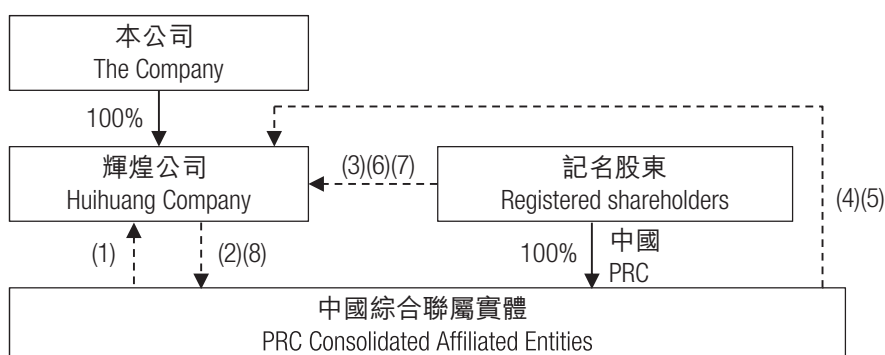 本公司
The Company
100%
輝煌公司
Huihuang Company
(3)(6)(7)
記名股東
Registered shareholders
(4)(5)
(1)
(2)(8)
100%
中國
PRC
中國綜合聯屬實體
PRC Consolidated Affiliated Entities